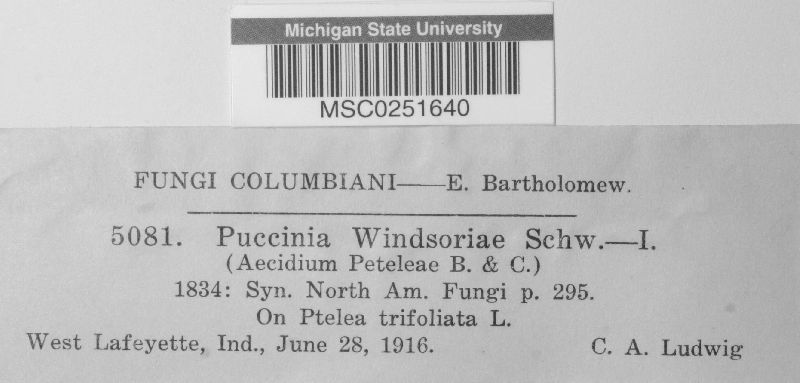 Michigan State University
MSC0251640
FUNGI COLUMBIANI——E. Bartholomew.
5081. Puccinia Windsoriae Schw.—I.
(Aecidium Peteleae B. & C.)
1834: Syn. North Am. Fungi p. 295.
On Ptelea trifoliata L.
West Lafeyette, Ind., June 28, 1916. C. A. Ludwig